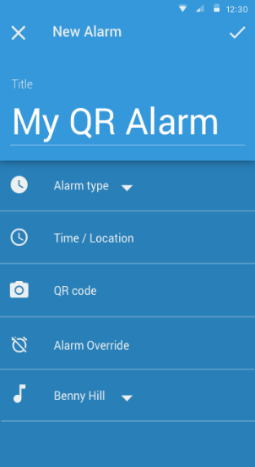 12:30
New Alarm
Title
My QR Alarm
Alarm type
Time / Location
QR code
Alarm Override
Benny Hill